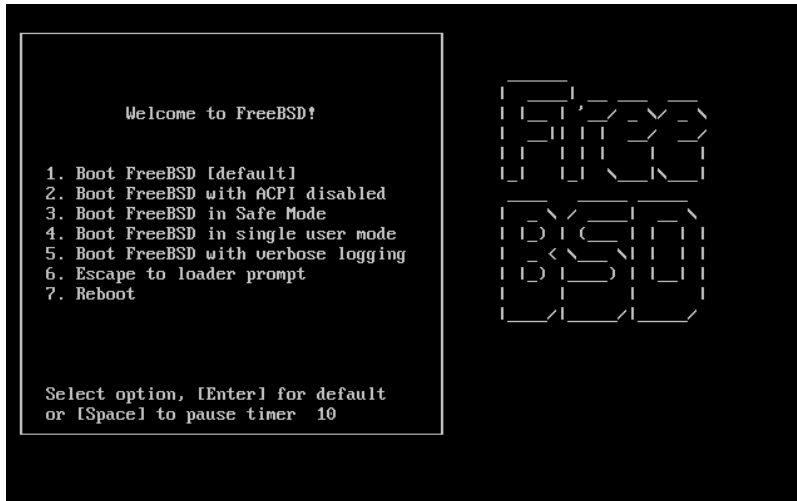 Welcome to FreeBSD!
1. Boot FreeBSD [default]
2. Boot FreeBSD with ACPI disabled
3. Boot FreeBSD in Safe Mode
4. Boot FreeBSD in single user mode
5. Boot FreeBSD with verbose logging
6. Escape to loader prompt
7. Reboot
Select option, [Enter] for default
or [Space] to pause timer 10
Free
BSD